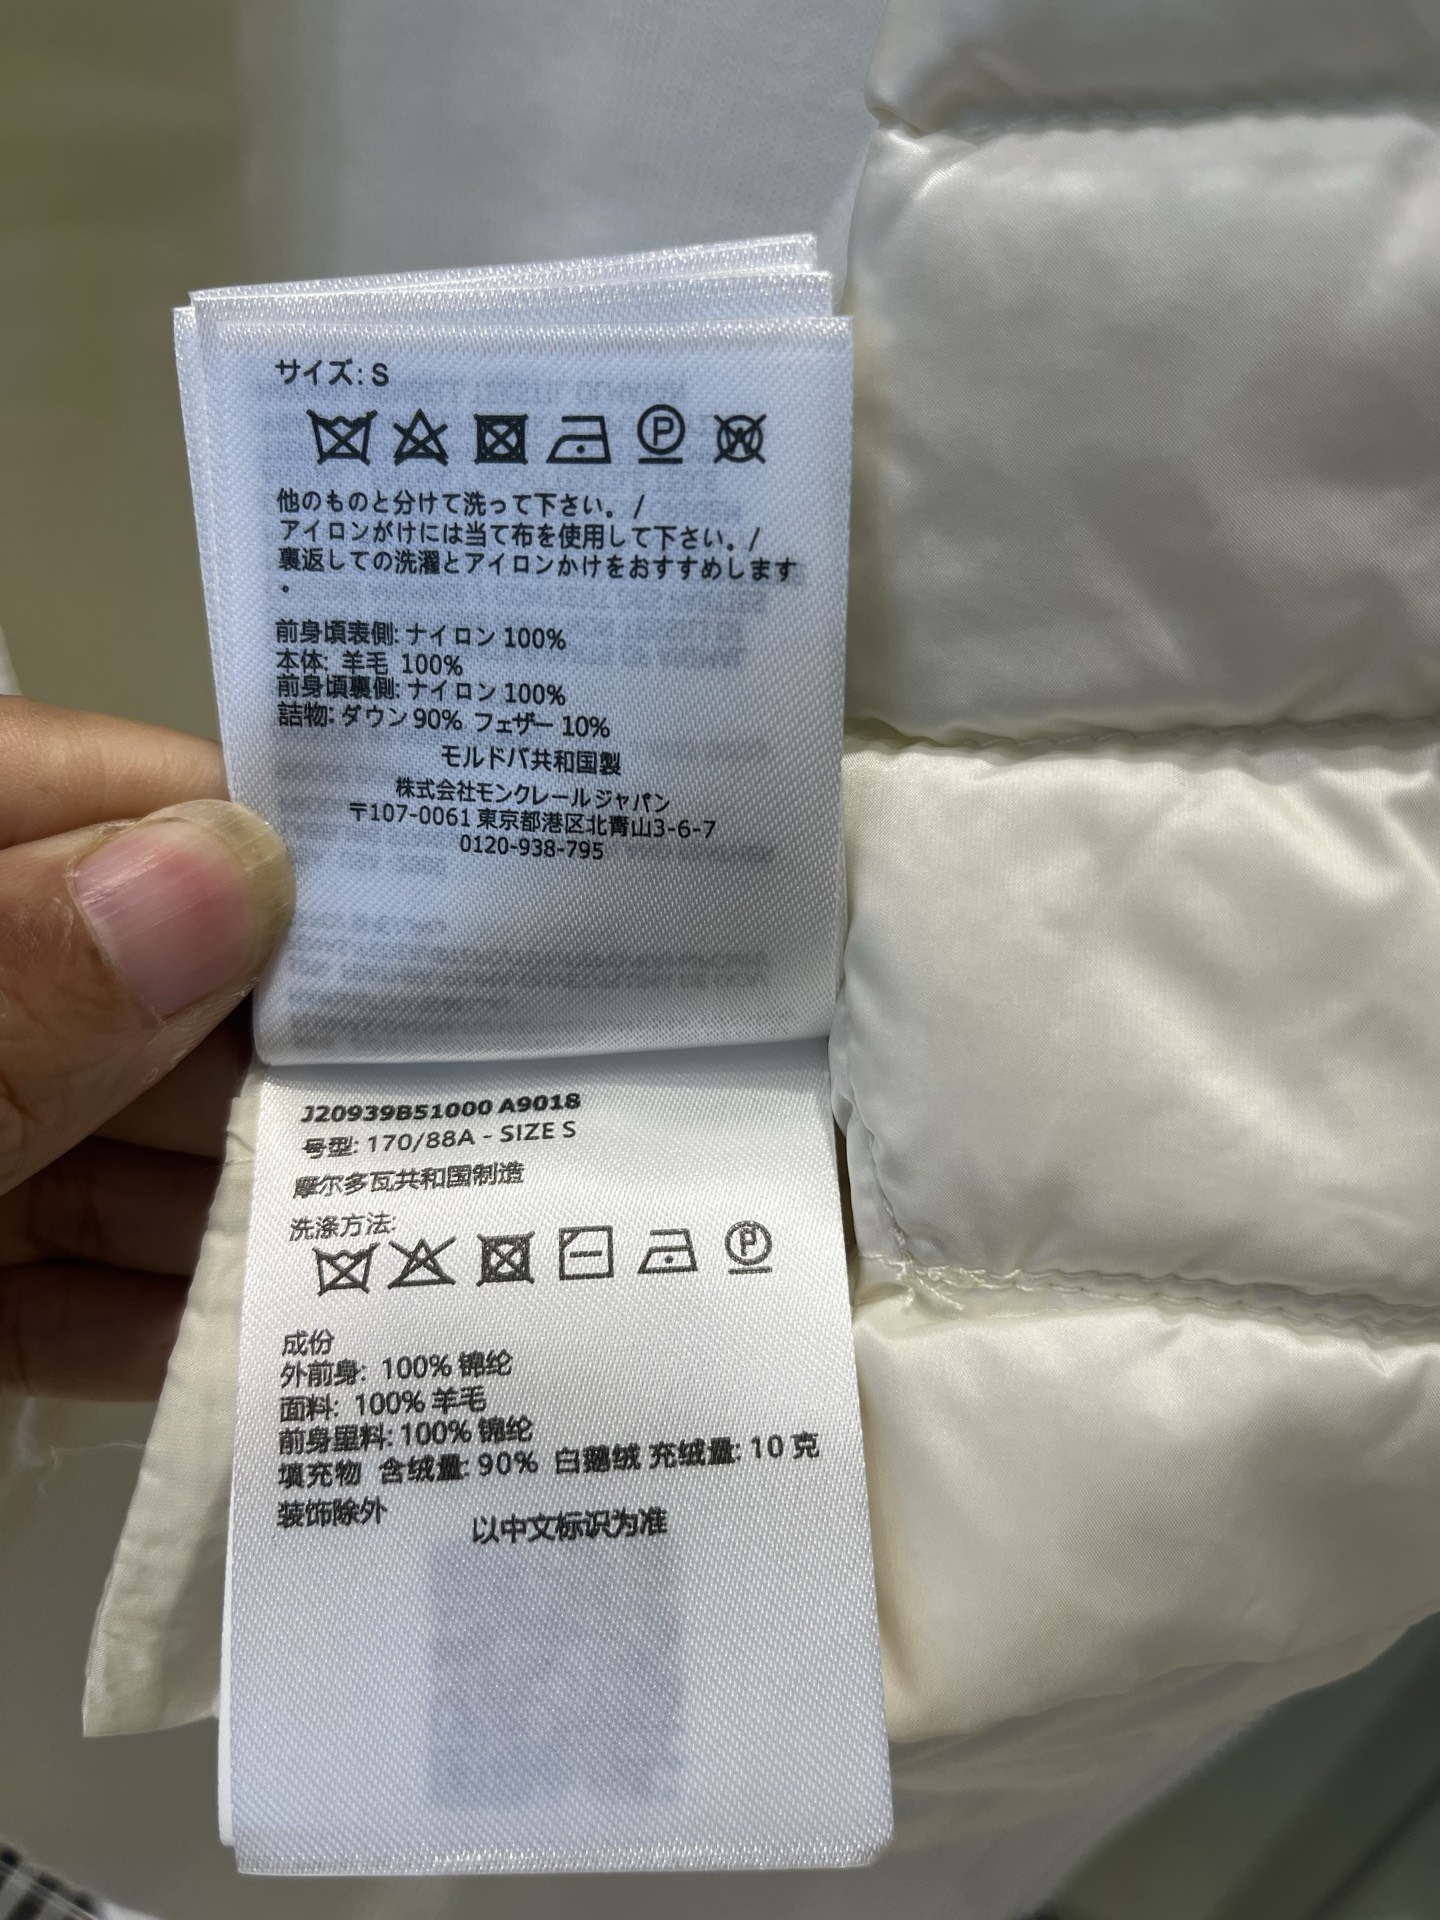 サイズ: S
他のものと分けて洗って下さい。/
アイロンがけには当て布を使用して下さい。/
裏返しての洗濯とアイロンかけをおすすめします
。
前身頃表側: ナイロン 100%
本体: 羊毛 100%
前身頃裏側: ナイロン 100%
詰物: ダウン 90% フェザー 10%
モルドバ共和国製
株式会社モンクレールジャパン
〒107-0061 東京都港区北青山3-6-7
0120-938-795
J20939B51000 A9018
号型: 170/88A - SIZE S
摩尔多瓦共和国制造
洗涤方法:
成份
外前身: 100% 锦纶
面料: 100% 羊毛
前身里料: 100% 锦纶
填充物 含绒量: 90% 白鹅绒 充绒量: 10 克
装饰除外
以中文标识为准